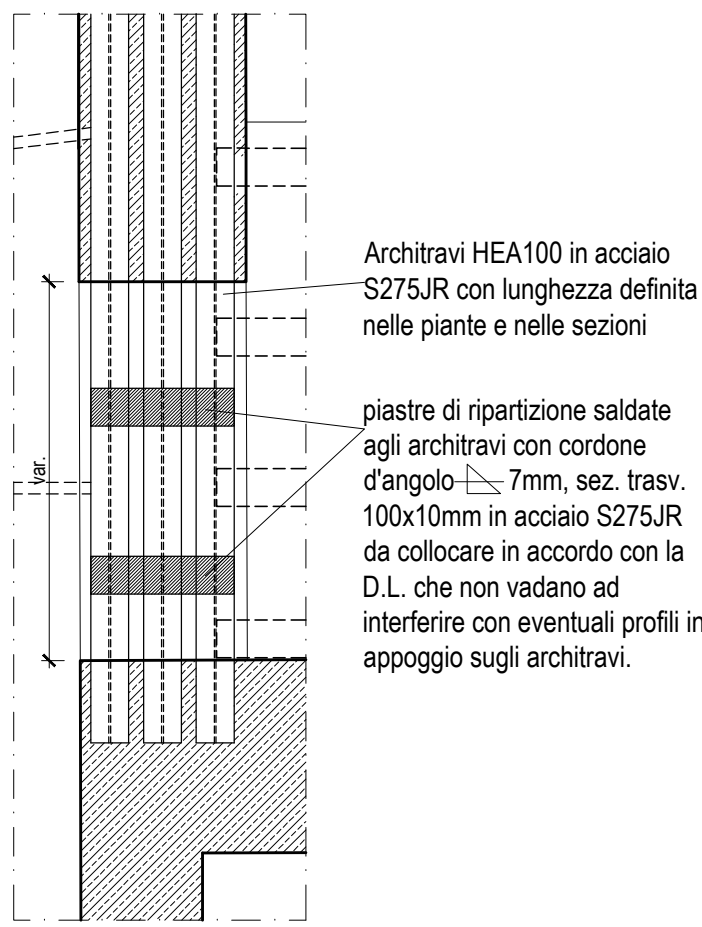 Architravi HEA100 in acciaio
S275JR con lunghezza definita
nelle piante e nelle sezioni
piastre di ripartizione saldate
agli architravi con cordone
d'angolo 7mm, sez. trasv.
100x10mm in acciaio S275JR
da collocare in accordo con la
D.L. che non vadano ad
interferire con eventuali profili in
appoggio sugli architravi.
var.